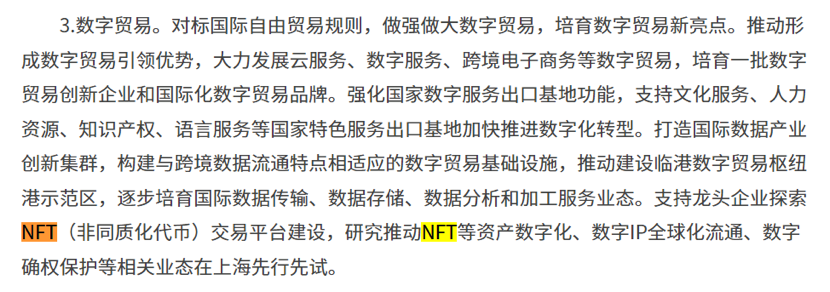 3.数字贸易。对标国际自由贸易规则，做强做大数字贸易，培育数字贸易新亮点。推动形
成数字贸易引领优势，大力发展云服务、数字服务、跨境电子商务等数字贸易，培育一批数字
贸易创新企业和国际化数字贸易品牌。强化国家数字服务出口基地功能，支持文化服务、人力
资源、知识产权、语言服务等国家特色服务出口基地加快推进数字化转型。打造国际数据产业
创新集群，构建与跨境数据流通特点相适应的数字贸易基础设施，推动建设临港数字贸易枢纽
港示范区，逐步培育国际数据传输、数据存储、数据分析和加工服务业态。支持龙头企业探索
NFT（非同质化代币）交易平台建设，研究推动NFT等资产数字化、数字IP全球化流通、数字
确权保护等相关业态在上海先行先试。